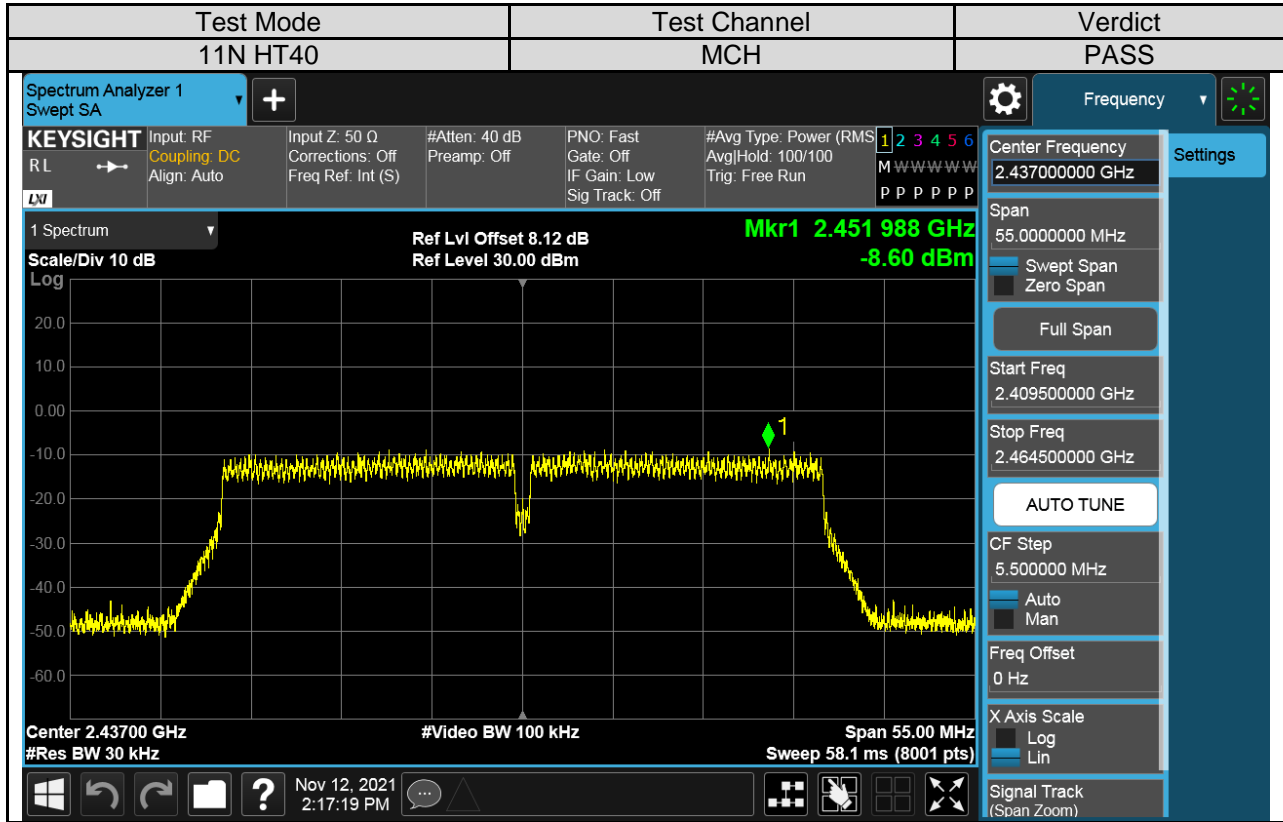 Test Mode Test Channel Verdict
11N HT40 MCH PASS
Spectrum Analyzer 1
Swept SA
+
Frequency
KEYSIGHT
RL
LXI
Input: RF
Coupling: DC
Align: Auto
Input Z: 50 Ω
Corrections: Off
Freq Ref: Int (S)
#Atten: 40 dB
Preamp: Off
PNO: Fast
Gate: Off
IF Gain: Low
Sig Track: Off
#Avg Type: Power (RMS
Avg|Hold: 100/100
Trig: Free Run
1 2 3 4 5 6
M W W W W W
P P P P P P
1 Spectrum
Scale/Div 10 dB
Log
Ref Lvl Offset 8.12 dB
Ref Level 30.00 dBm
Mkr1 2.451 988 GHz
-8.60 dBm
20.0
10.0
0.00
-10.0
-20.0
-30.0
-40.0
-50.0
-60.0
1
Center 2.43700 GHz
#Res BW 30 kHz
#Video BW 100 kHz
Span 55.00 MHz
Sweep 58.1 ms (8001 pts)
Center Frequency
2.437000000 GHz
Settings
Span
55.0000000 MHz
Swept Span
Zero Span
Full Span
Start Freq
2.409500000 GHz
Stop Freq
2.464500000 GHz
AUTO TUNE
CF Step
5.500000 MHz
Auto
Man
Freq Offset
0 Hz
X Axis Scale
Log
Lin
Signal Track
(Span Zoom)
?
Nov 12, 2021
2:17:19 PM